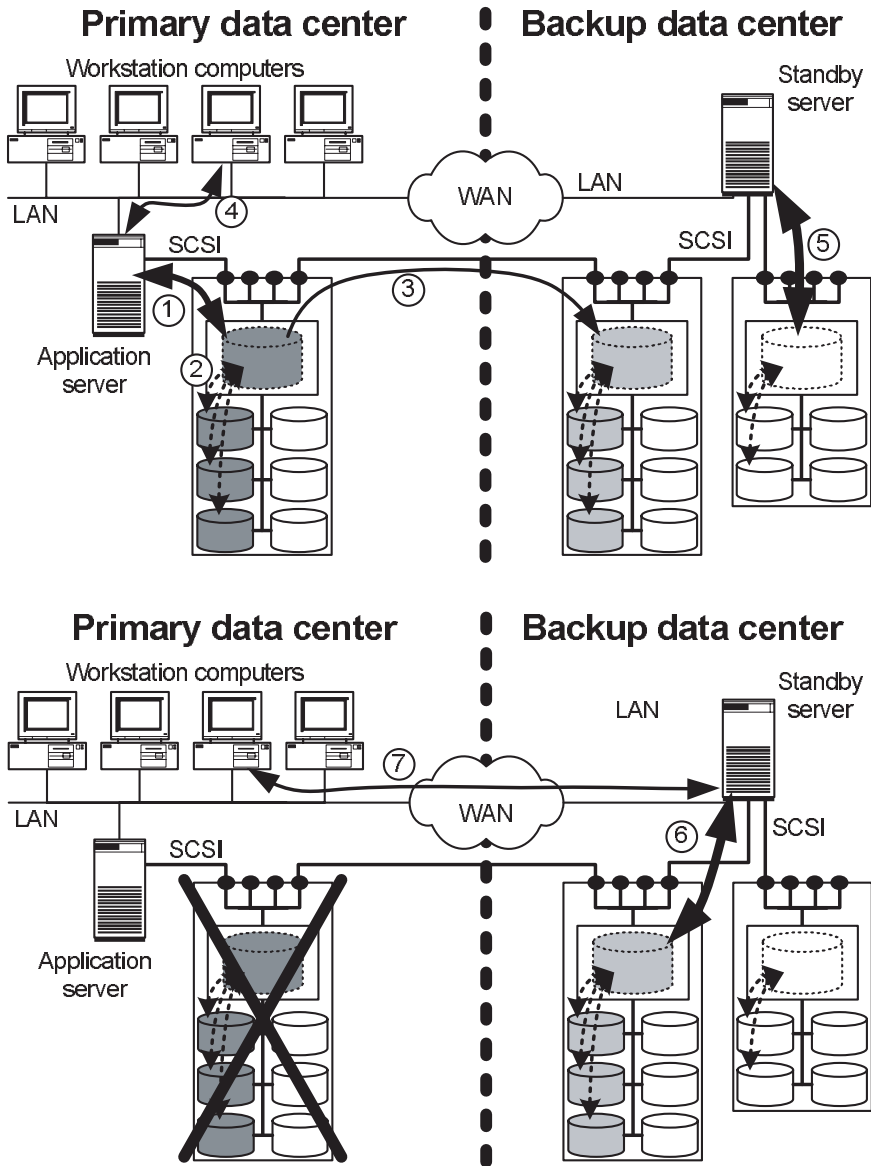 Primary data center
Backup data center
Workstation computers
Standby
server
WAN
LAN
LAN
4
SCSI
SCSI
5
3
1
Application
server
2
Primary data center
Backup data center
Workstation computers
Standby
server
LAN
7
WAN
LAN
6
SCSI
SCSI
Application
server